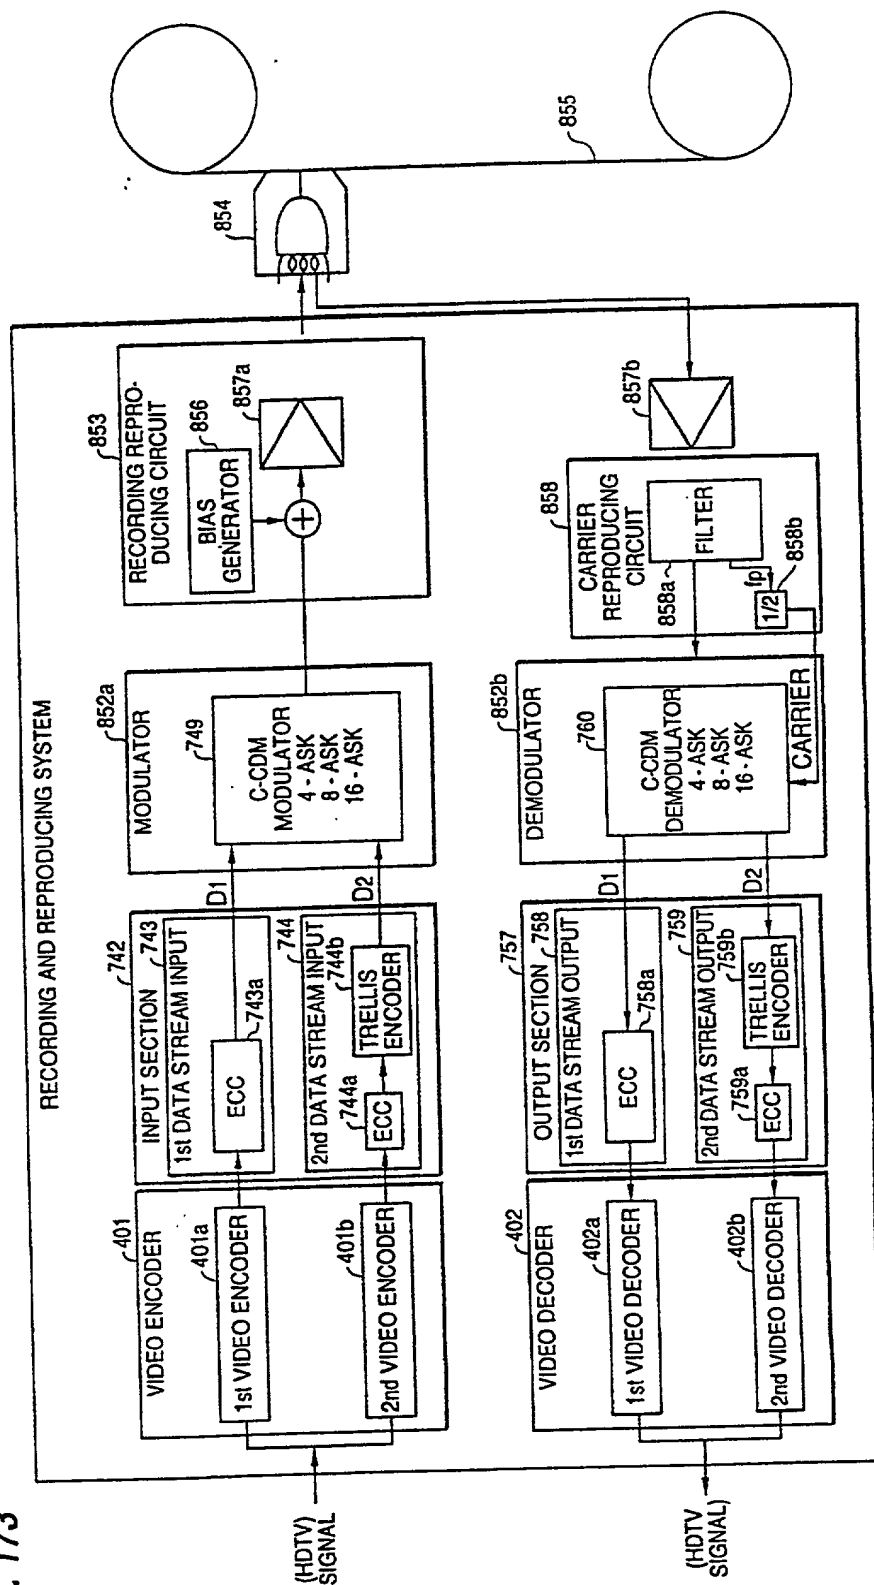 . 173
RECORDING AND REPRODUCING SYSTEM
(HDTV)
SIGNAL
401
VIDEO ENCODER
401a
1st VIDEO ENCODER
401b
2nd VIDEO ENCODER
742
INPUT SECTION
743
1st DATA STREAM INPUT
743a
ECC
744
2nd DATA STREAM INPUT
744a
ECC
744b
TRELLIS
ENCODER
D1
D2
852a
MODULATOR
749
C-CDM
MODULATOR
4 - ASK
8 - ASK
16 - ASK
853
RECORDING REPRO-
DUCING CIRCUIT
856
BIAS
GENERATOR
857a
854
855
(HDTV
SIGNAL)
402
VIDEO DECODER
402a
1st VIDEO DECODER
402b
2nd VIDEO DECODER
757
OUTPUT SECTION
758
1st DATA STREAM OUTPUT
758a
ECC
759
2nd DATA STREAM OUTPUT
759a
ECC
759b
TRELLIS
ENCODER
D1
D2
852b
DEMODULATOR
760
C-CDM
DEMODULATOR
4 - ASK
8 - ASK
16 - ASK
CARRIER
858
CARRIER
REPRODUCING
CIRCUIT
858a
FILTER
fp
1/2
858b
857b